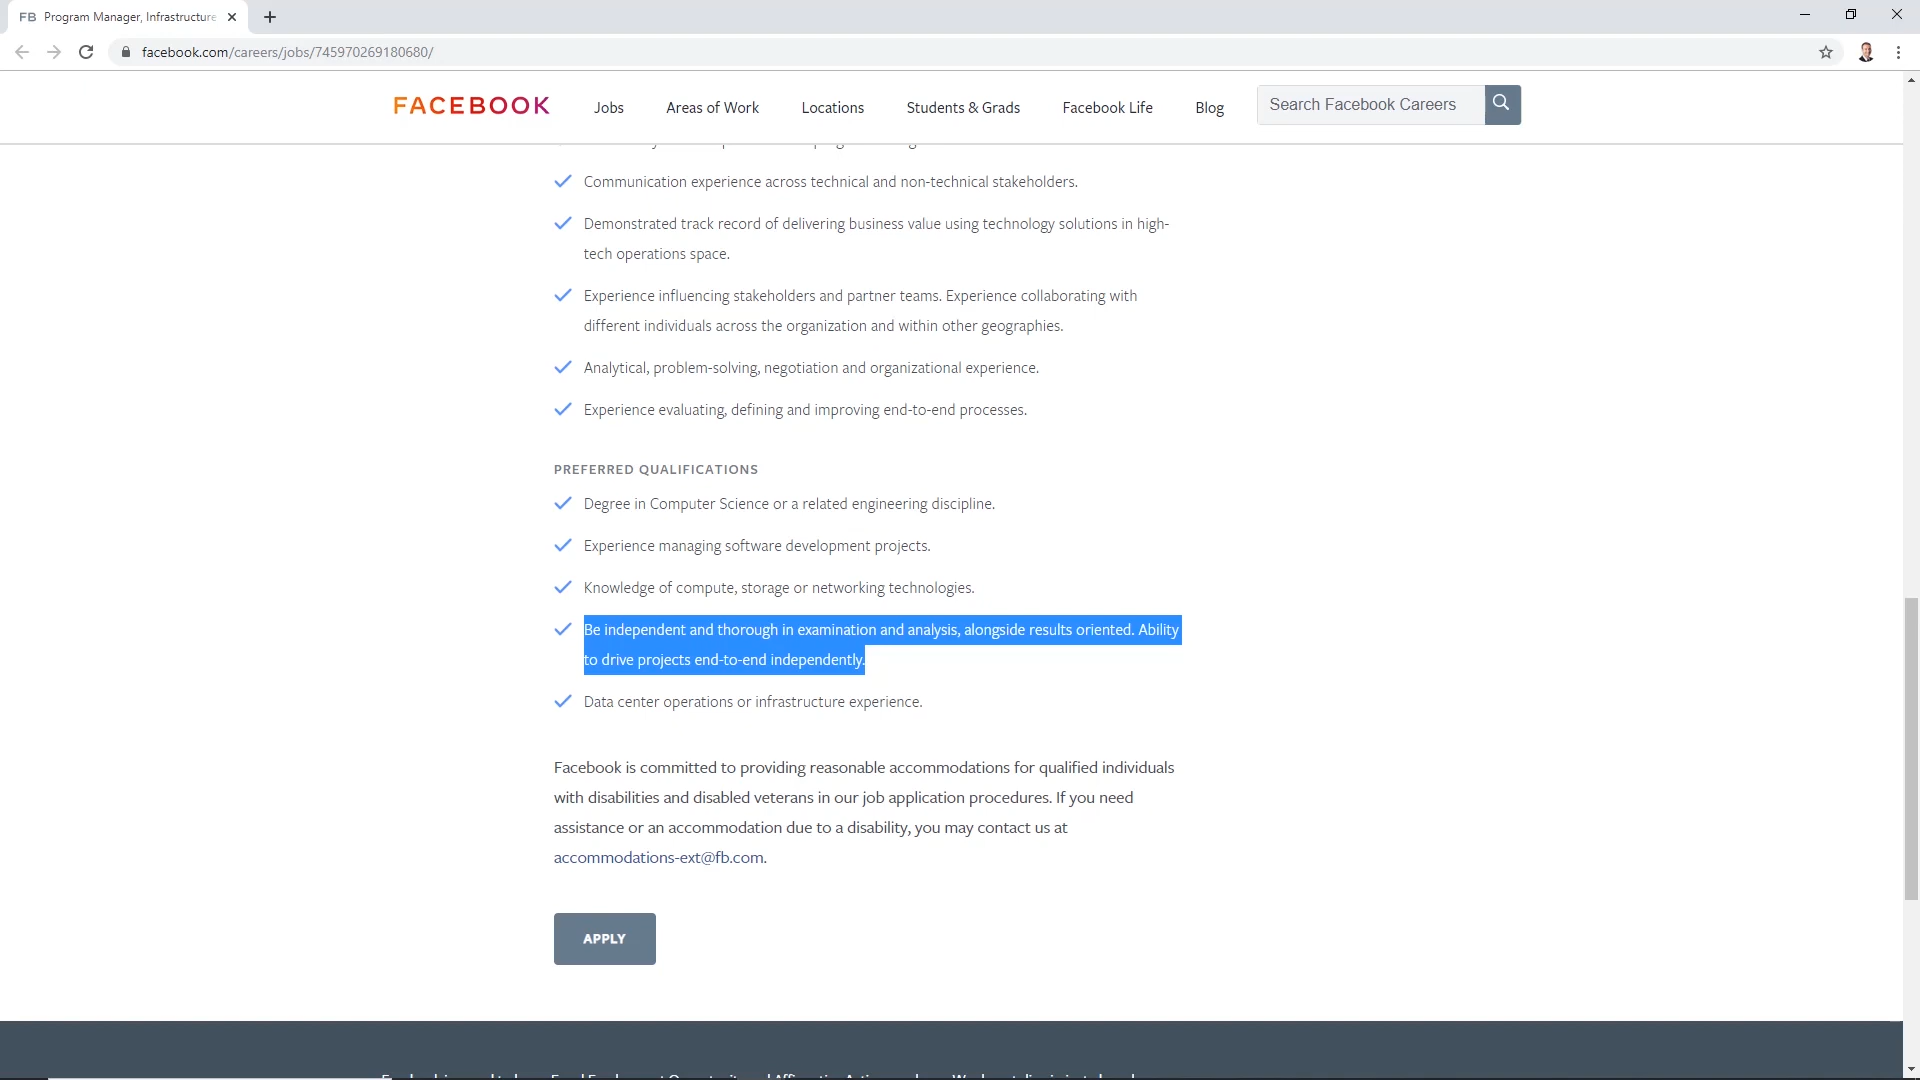 FB Program Manager, Infrastructure
facebook.com/careers/jobs/745970269180680/
FACEBOOK
Jobs
Areas of Work
Locations
Students & Grads
Facebook Life
Blog
Search Facebook Careers
Communication experience across technical and non-technical stakeholders.
Demonstrated track record of delivering business value using technology solutions in high-
tech operations space.
Experience influencing stakeholders and partner teams. Experience collaborating with
different individuals across the organization and within other geographies.
Analytical, problem-solving, negotiation and organizational experience.
Experience evaluating, defining and improving end-to-end processes.
PREFERRED QUALIFICATIONS
Degree in Computer Science or a related engineering discipline.
Experience managing software development projects.
Knowledge of compute, storage or networking technologies.
Be independent and thorough in examination and analysis, alongside results oriented. Ability
to drive projects end-to-end independently.
Data center operations or infrastructure experience.
Facebook is committed to providing reasonable accommodations for qualified individuals
with disabilities and disabled veterans in our job application procedures. If you need
assistance or an accommodation due to a disability, you may contact us at
accommodations-ext@fb.com.
APPLY